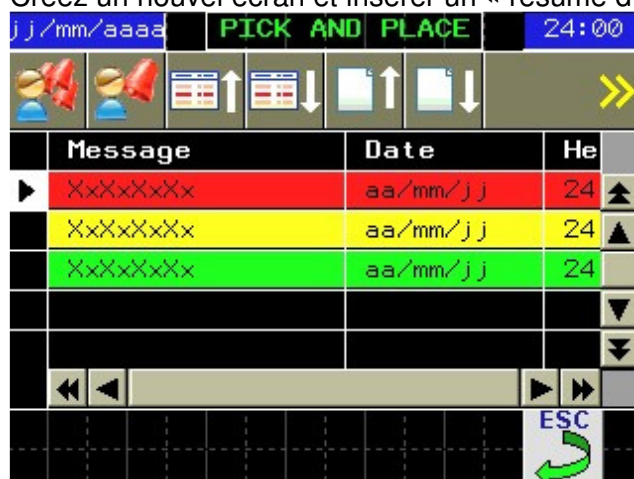 Créez un nouvel écran et insérer un « résumé d
jj/mm/aaaa PICK AND PLACE 24:00
Message Date He
XxXxXxXx aa/mm/jj 24
XxXxXxXx aa/mm/jj 24
XxXxXxXx aa/mm/jj 24
ESC